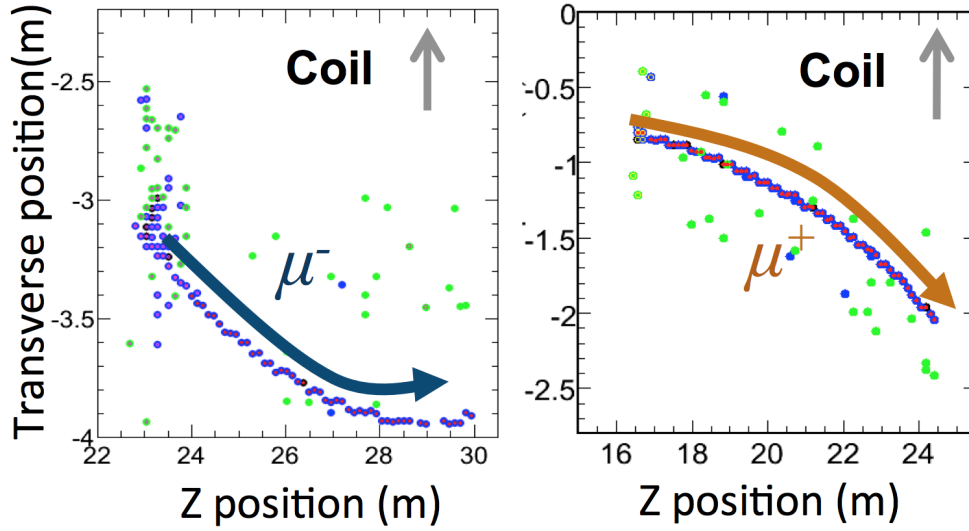 Transverse position(m)
-2.5
-3
-3.5
-4
22
24
26
28
30
Z position (m)
Coil
μ-
-0
-0.5
-1
-1.5
-2
-2.5
16
18
20
22
24
Z position (m)
Coil
μ+